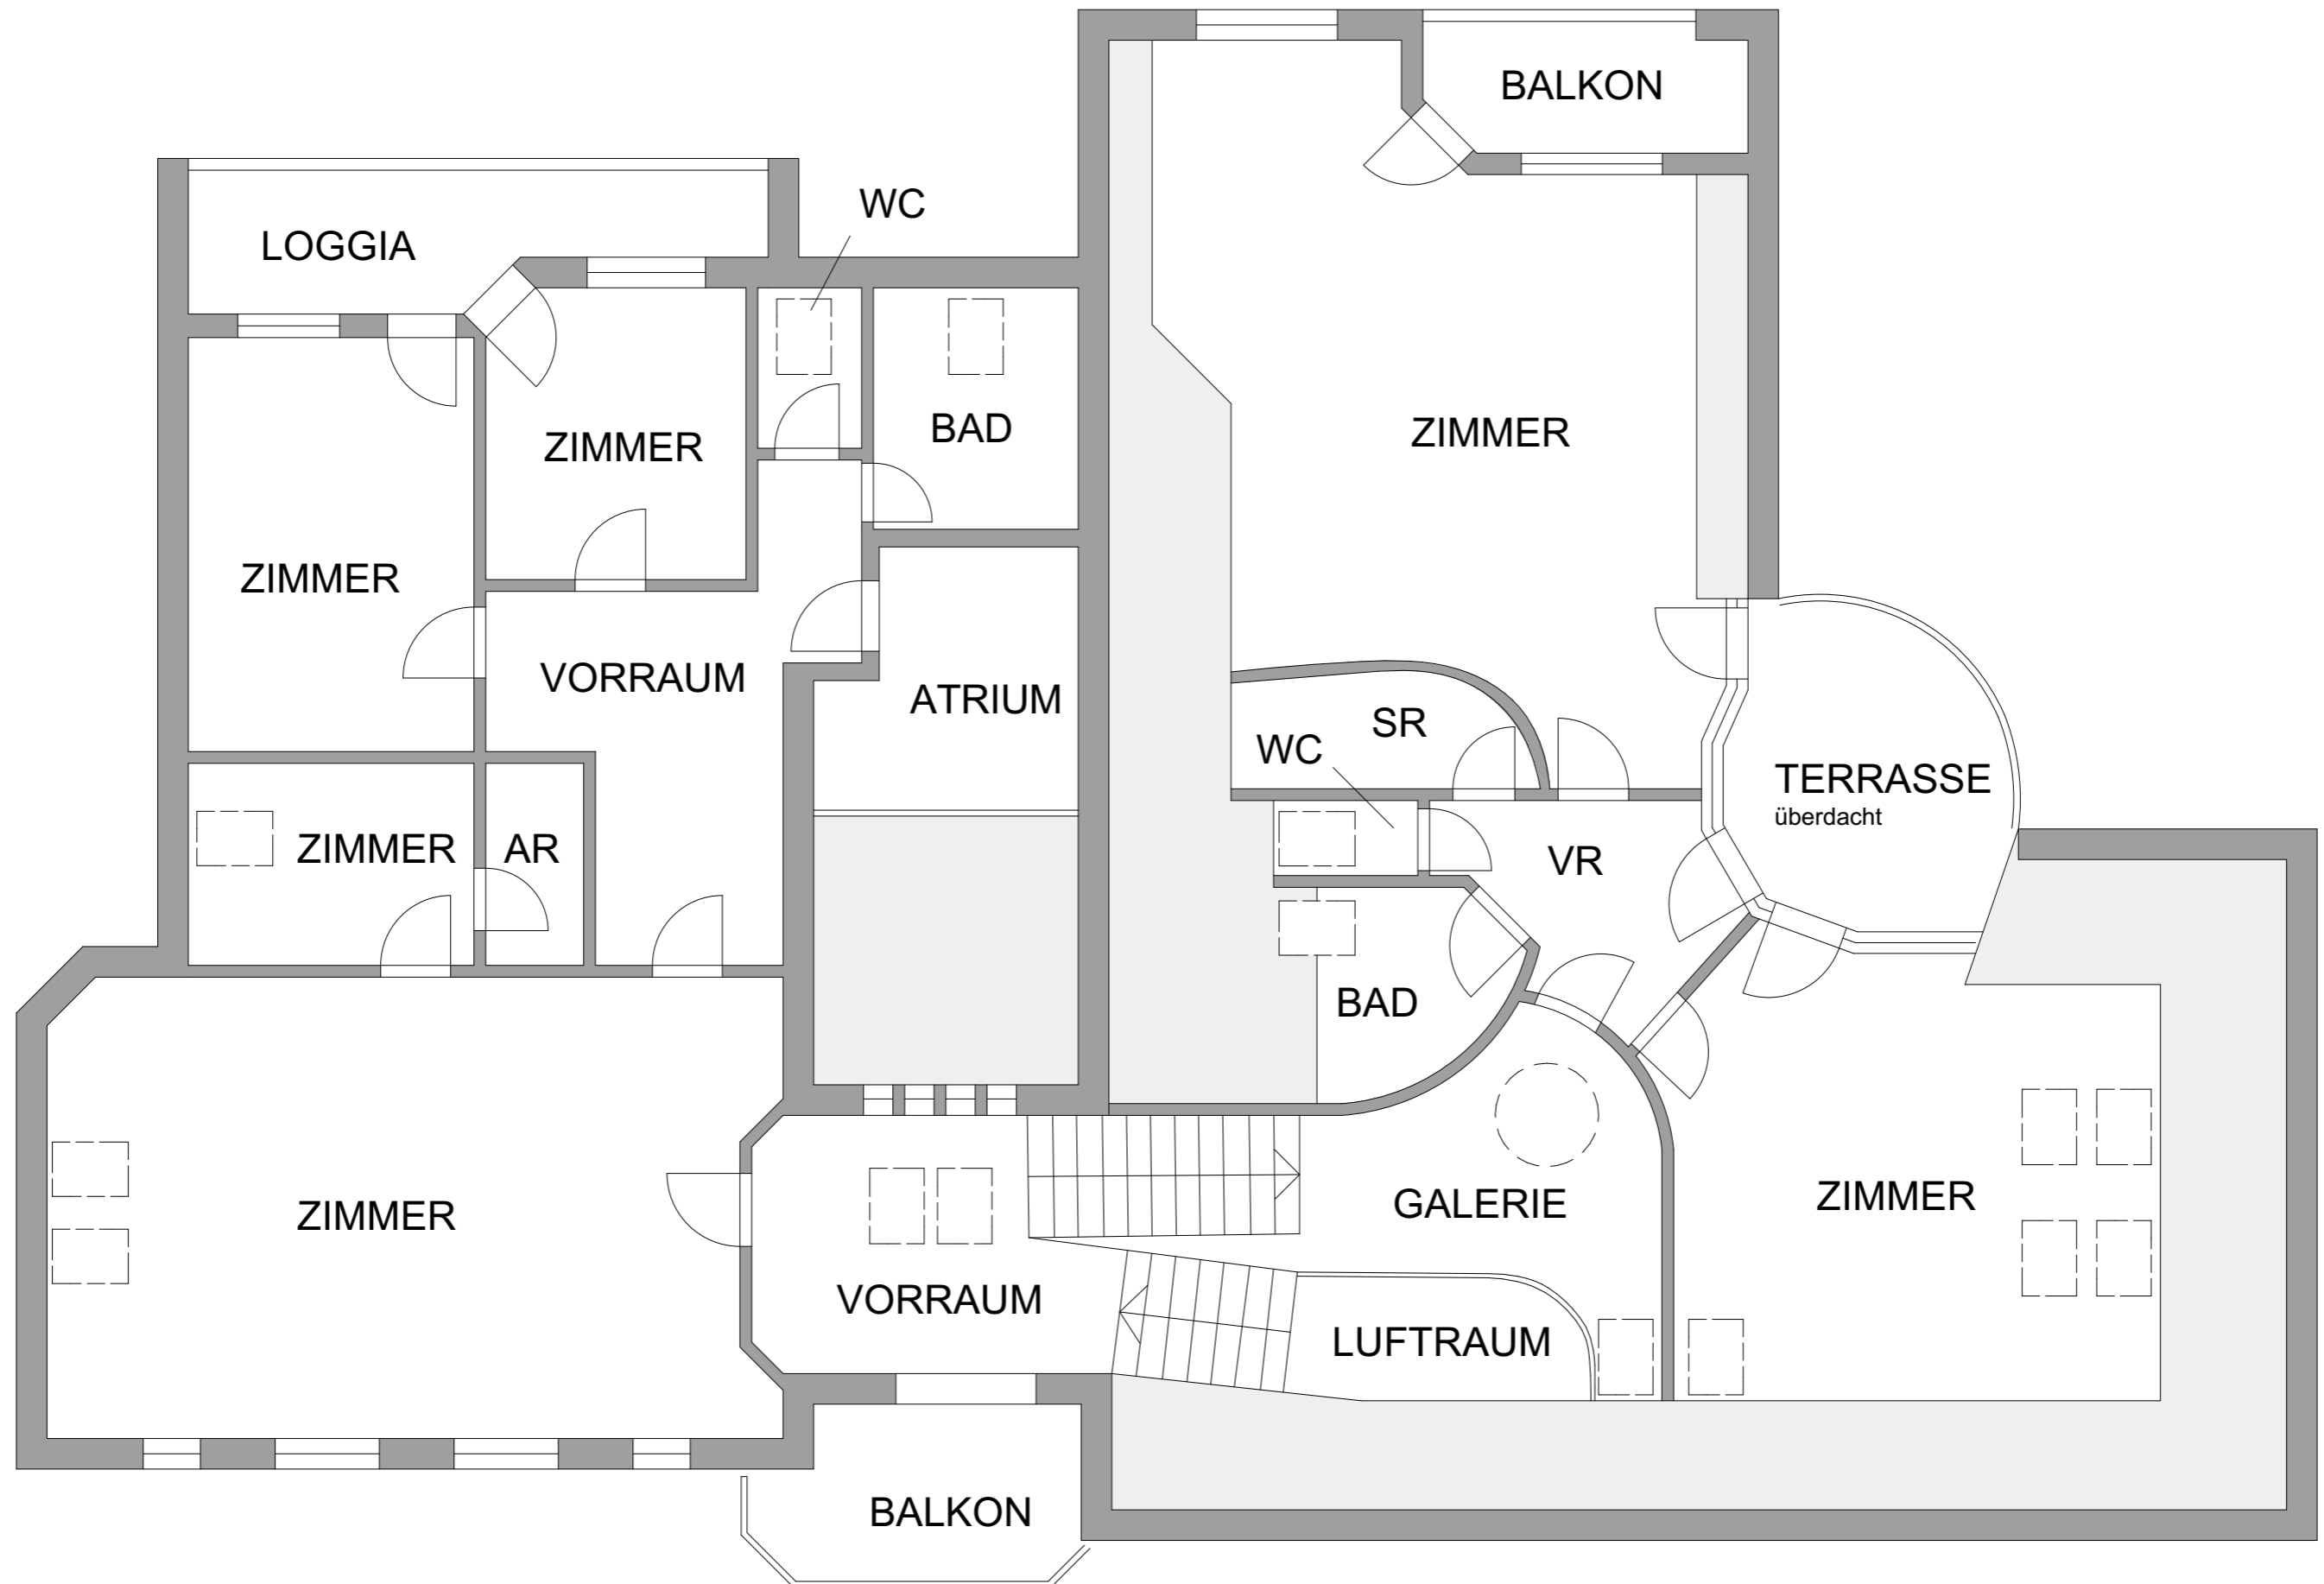 BALKON
WC
LOGGIA
BAD
ZIMMER
ZIMMER
ZIMMER
VORRAUM
ATRIUM
SR
WC
TERRASSE
überdacht
ZIMMER
AR
VR
BAD
ZIMMER
GALERIE
ZIMMER
VORRAUM
LUFTRAUM
BALKON